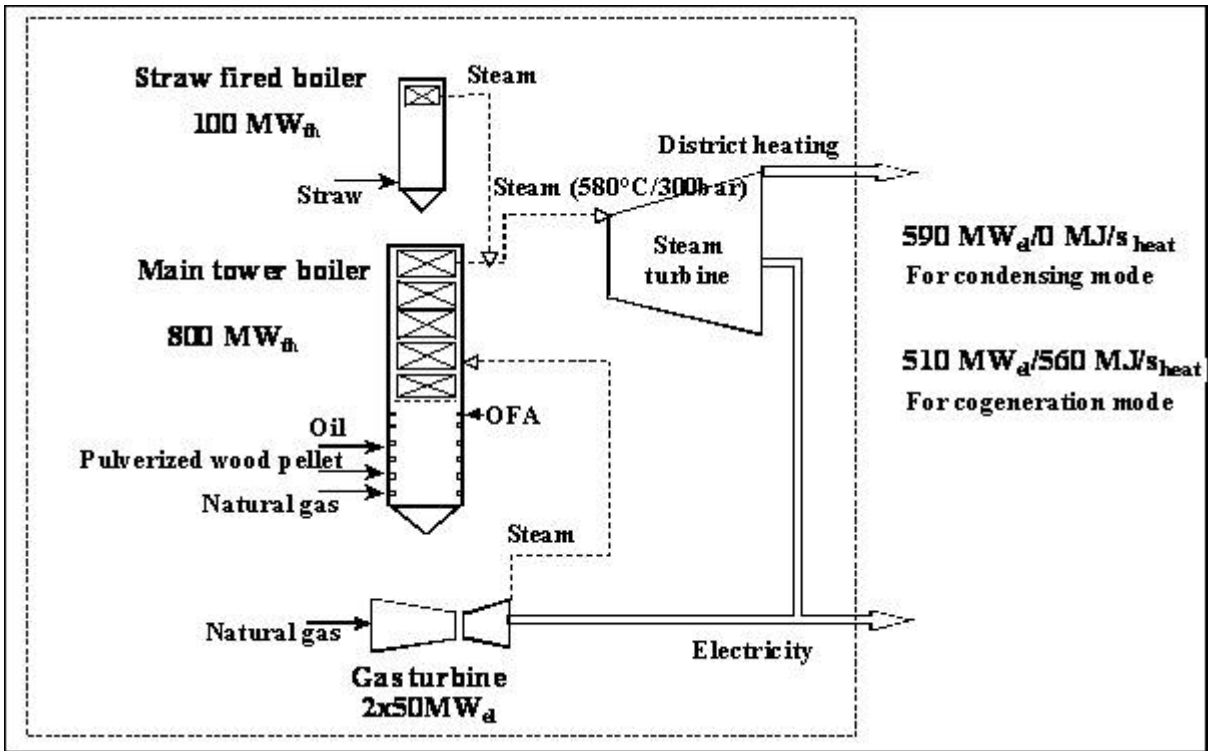 Straw fired boiler
100 MWth
Steam
Straw
District heating
Steam (580°C/300bar)
Steam
turbine
590 MWel/0 MJ/s heat
For condensing mode
Main tower boiler
800 MWth
510 MWel/560 MJ/sheat
For cogeneration mode
OFA
Oil
Pulverized wood pellet
Natural gas
Steam
Natural gas
Electricity
Gas turbine
2x50MWel